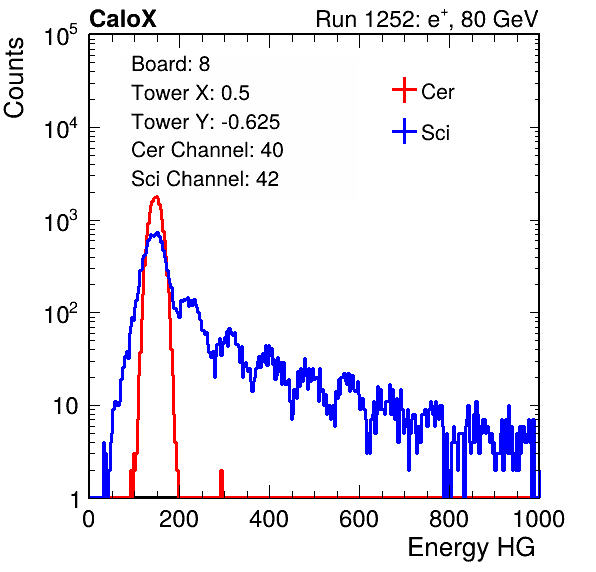 CaloX Run 1252: e⁺, 80 GeV
Counts
Board: 8
Tower X: 0.5
Tower Y: -0.625
Cer Channel: 40
Sci Channel: 42
Cer
Sci
10⁵
10⁴
10³
10²
10
1
0 200 400 600 800 1000
Energy HG